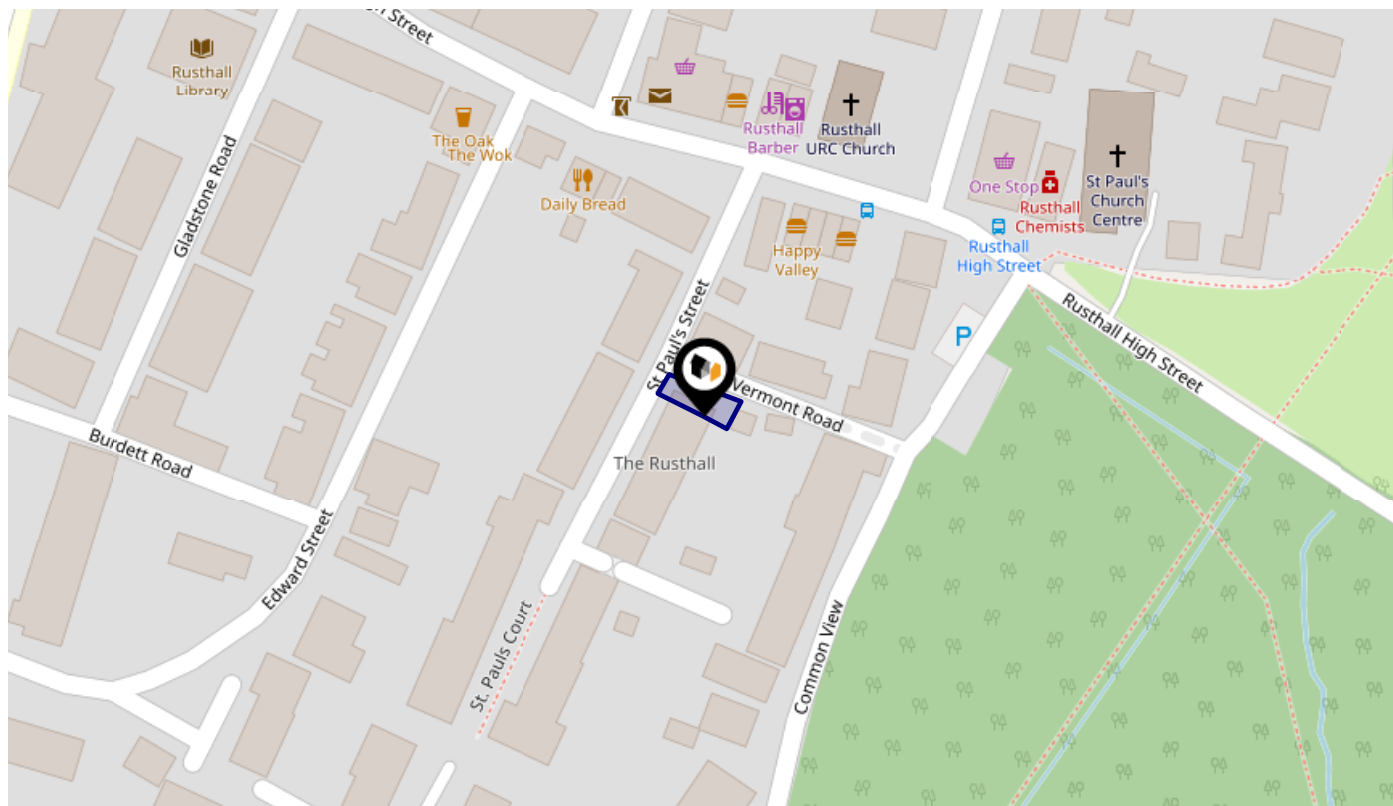 gh Street
Rusthall
Library
The Oak
The Wok
Daily Bread
Rusthall
Barber
Rusthall
URC Church
One Stop
Rusthall
Chemists
St Paul's
Church
Centre
Rusthall
High Street
Happy
Valley
Gladstone Road
St Paul's Street
P
Rusthall High Street
Vermont Road
Burdett Road
The Rusthall
Edward Street
St. Pauls Court
Common View